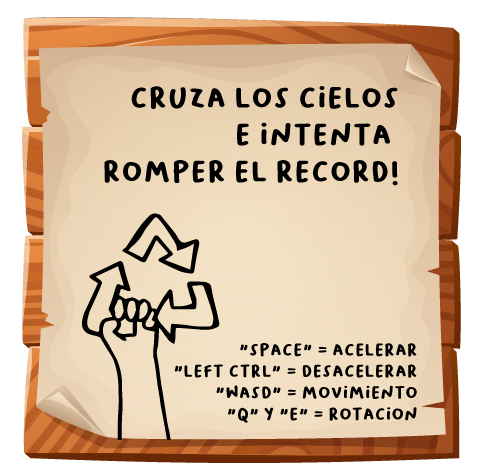 CRUZA LOS CiELOS
E iNTENTA
ROMPER EL RECORD!
"SPACE" = ACELERAR
"LEFT CTRL" = DESACELERAR
"WASD" = MOViMiENTO
"Q" Y "E" = ROTACiON